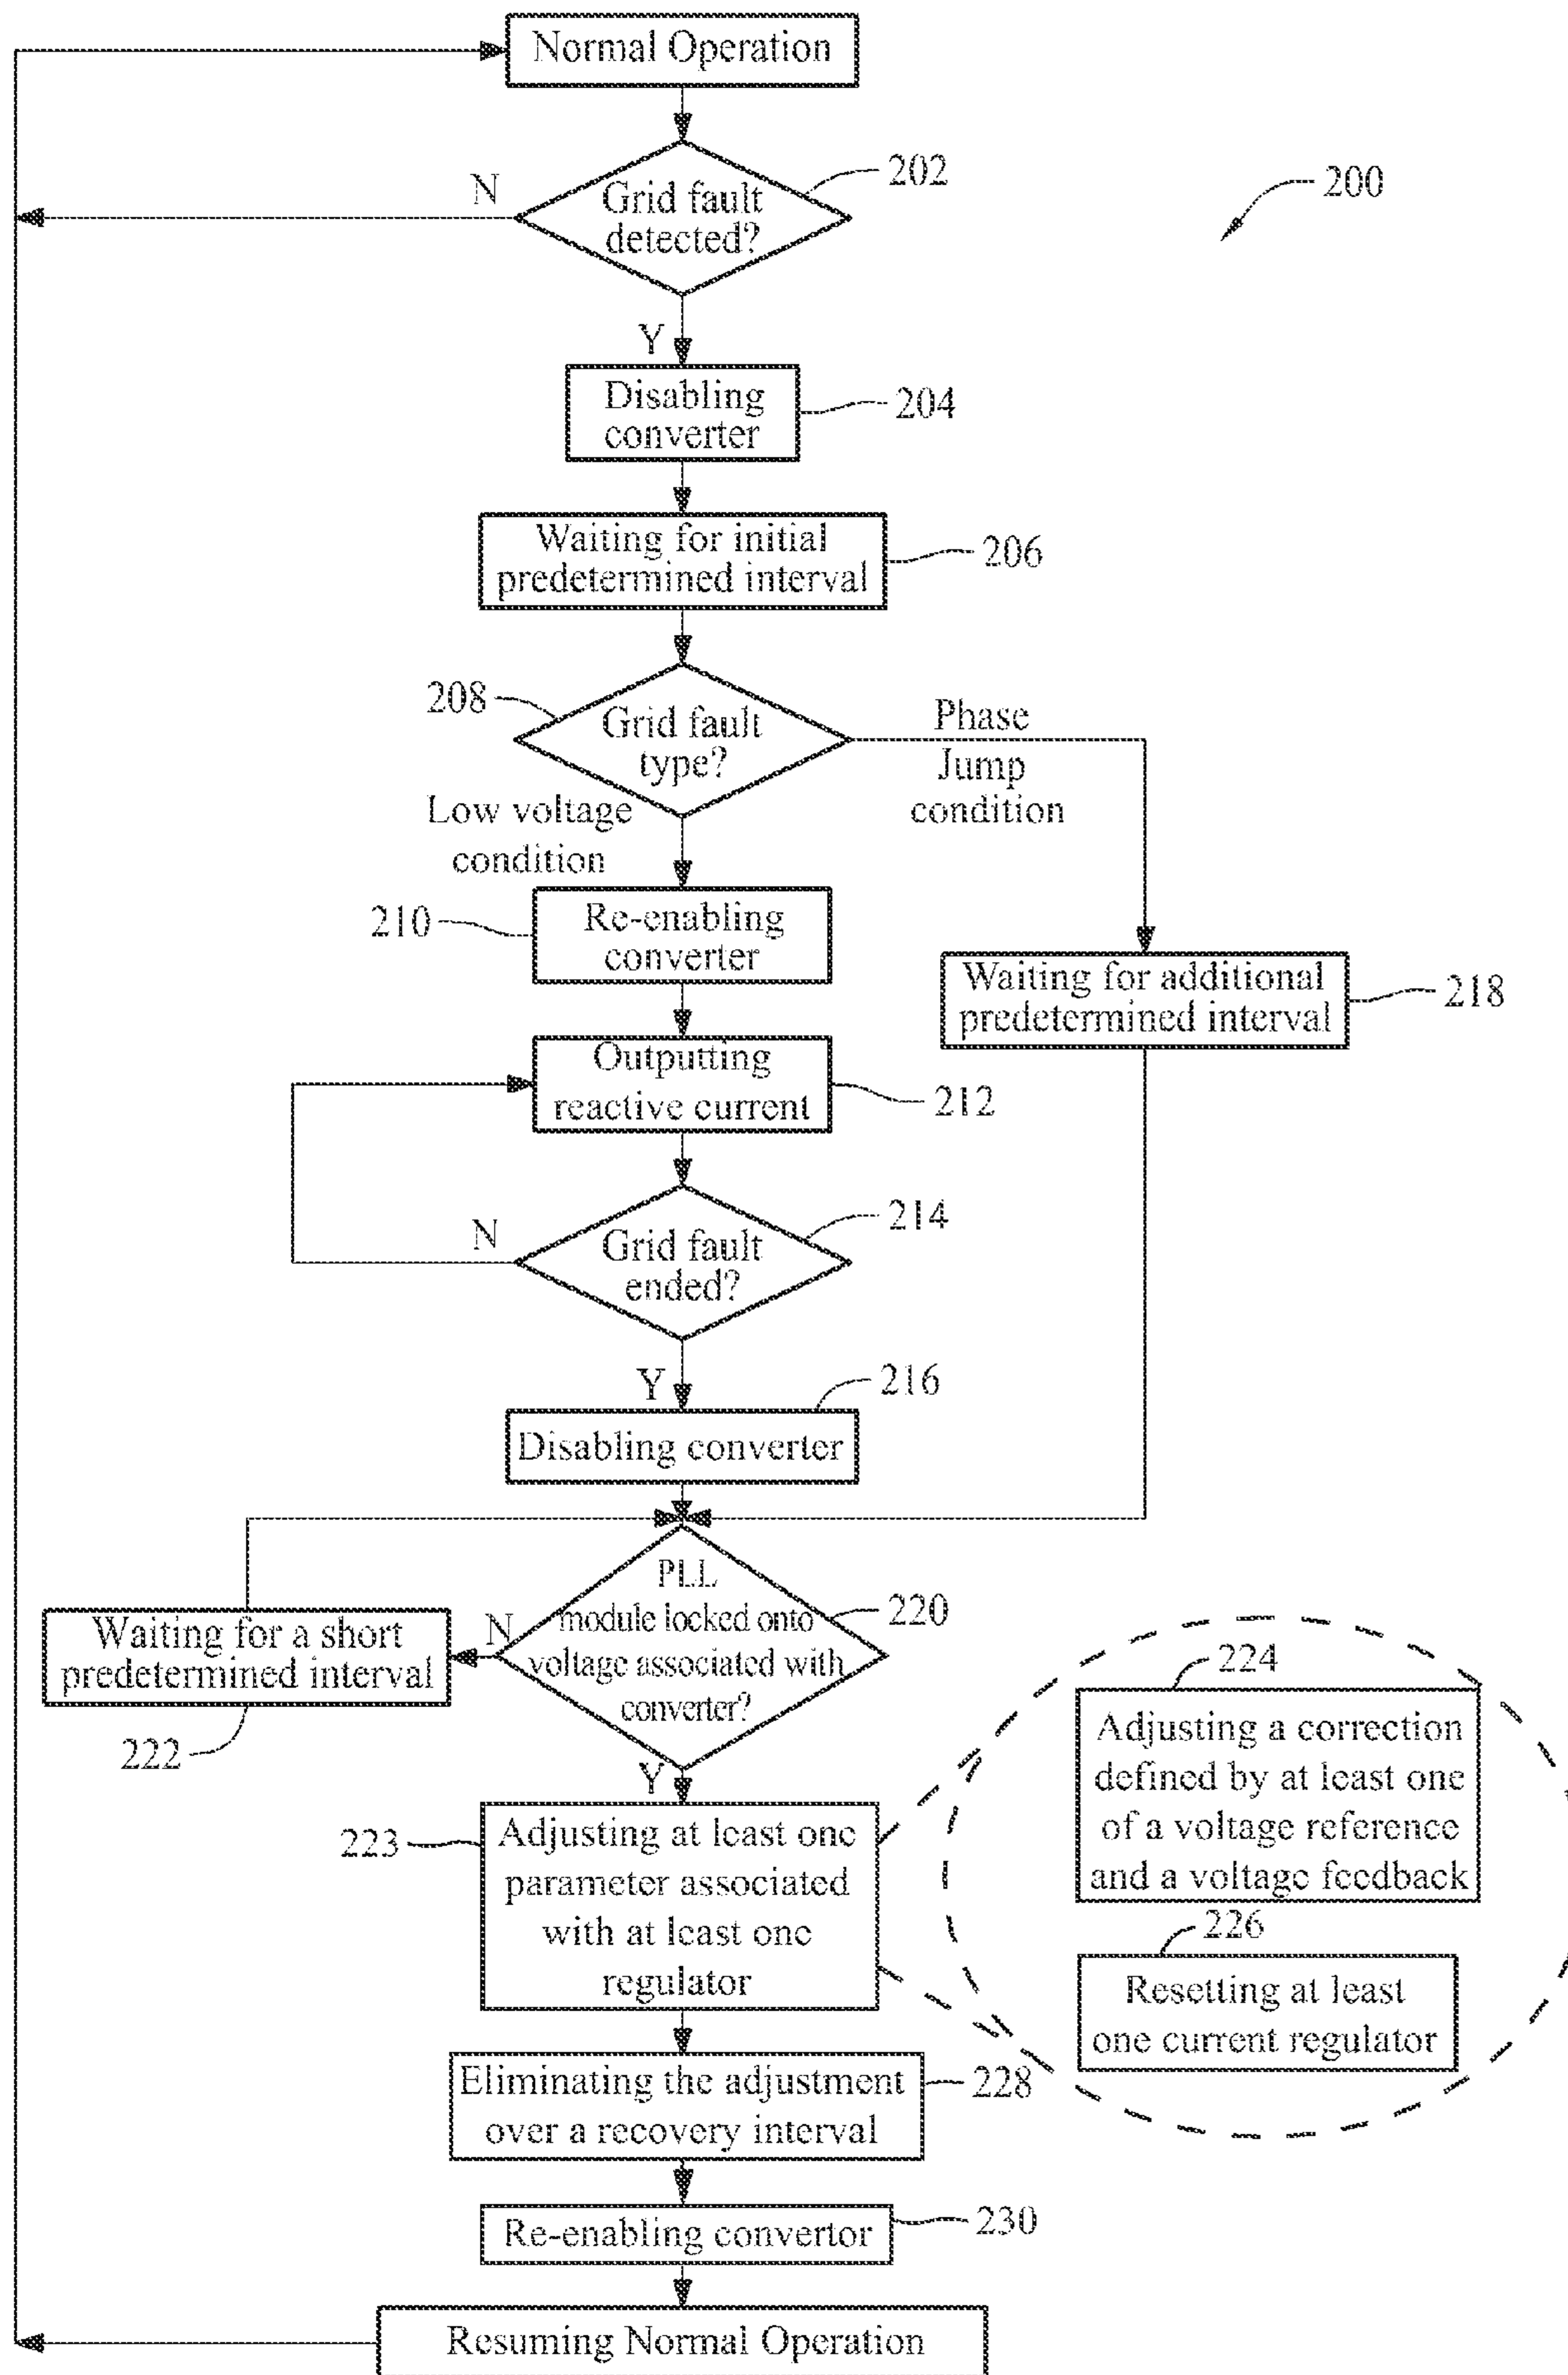 Normal Operation
202
200
N
Grid fault
detected?
Y
Disabling
converter
204
Waiting for initial
predetermined interval
206
208
Grid fault
type?
Phase
Jump
condition
Low voltage
condition
210
Re-enabling
converter
Waiting for additional
predetermined interval
218
Outputting
reactive current
212
214
N
Grid fault
ended?
Y
216
Disabling converter
PLL
module locked onto
voltage associated with
converter?
220
N
Waiting for a short
predetermined interval
222
Y
223
Adjusting at least one
parameter associated
with at least one
regulator
224
Adjusting a correction
defined by at least one
of a voltage reference
and a voltage feedback
226
Resetting at least
one current regulator
Eliminating the adjustment
over a recovery interval
228
Re-enabling convertor
230
Resuming Normal Operation